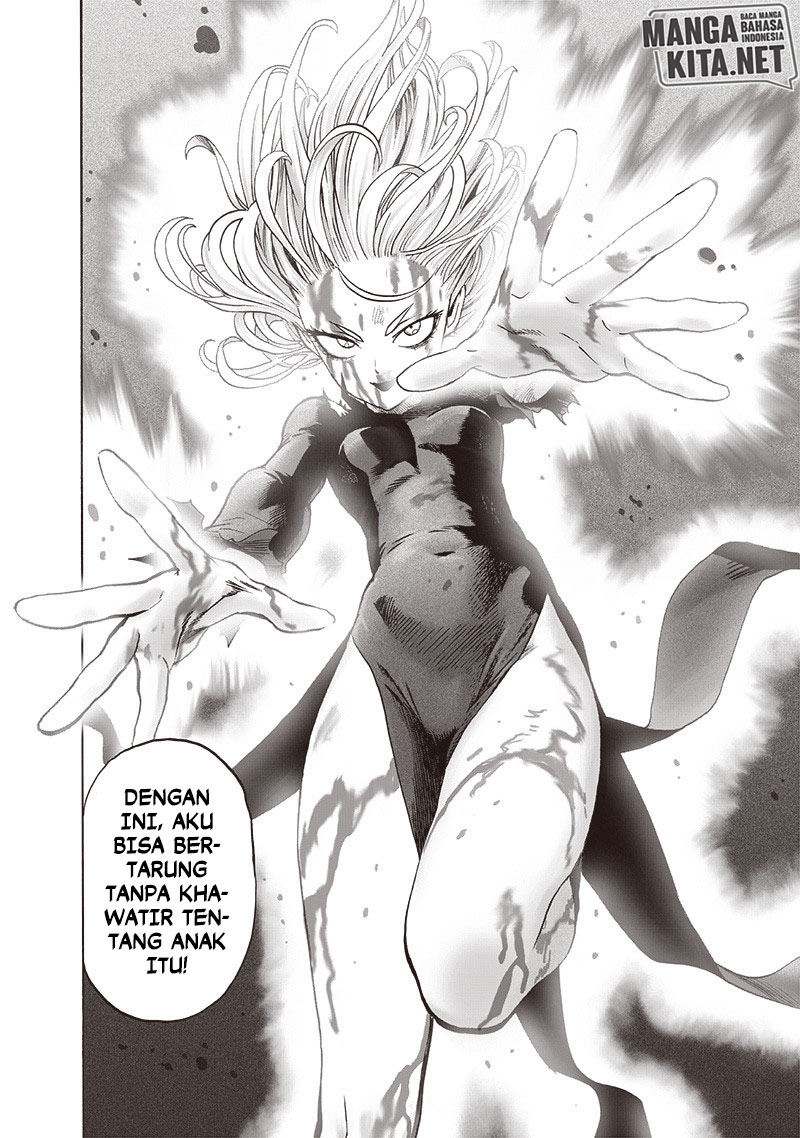 MANGA
BACA MANGA
BAHASA
INDONESIA
KITA.NET
DENGAN
INI, AKU
BISA BER-
TARUNG
TANPA KHA-
WATIR TEN-
TANG ANAK
ITU!